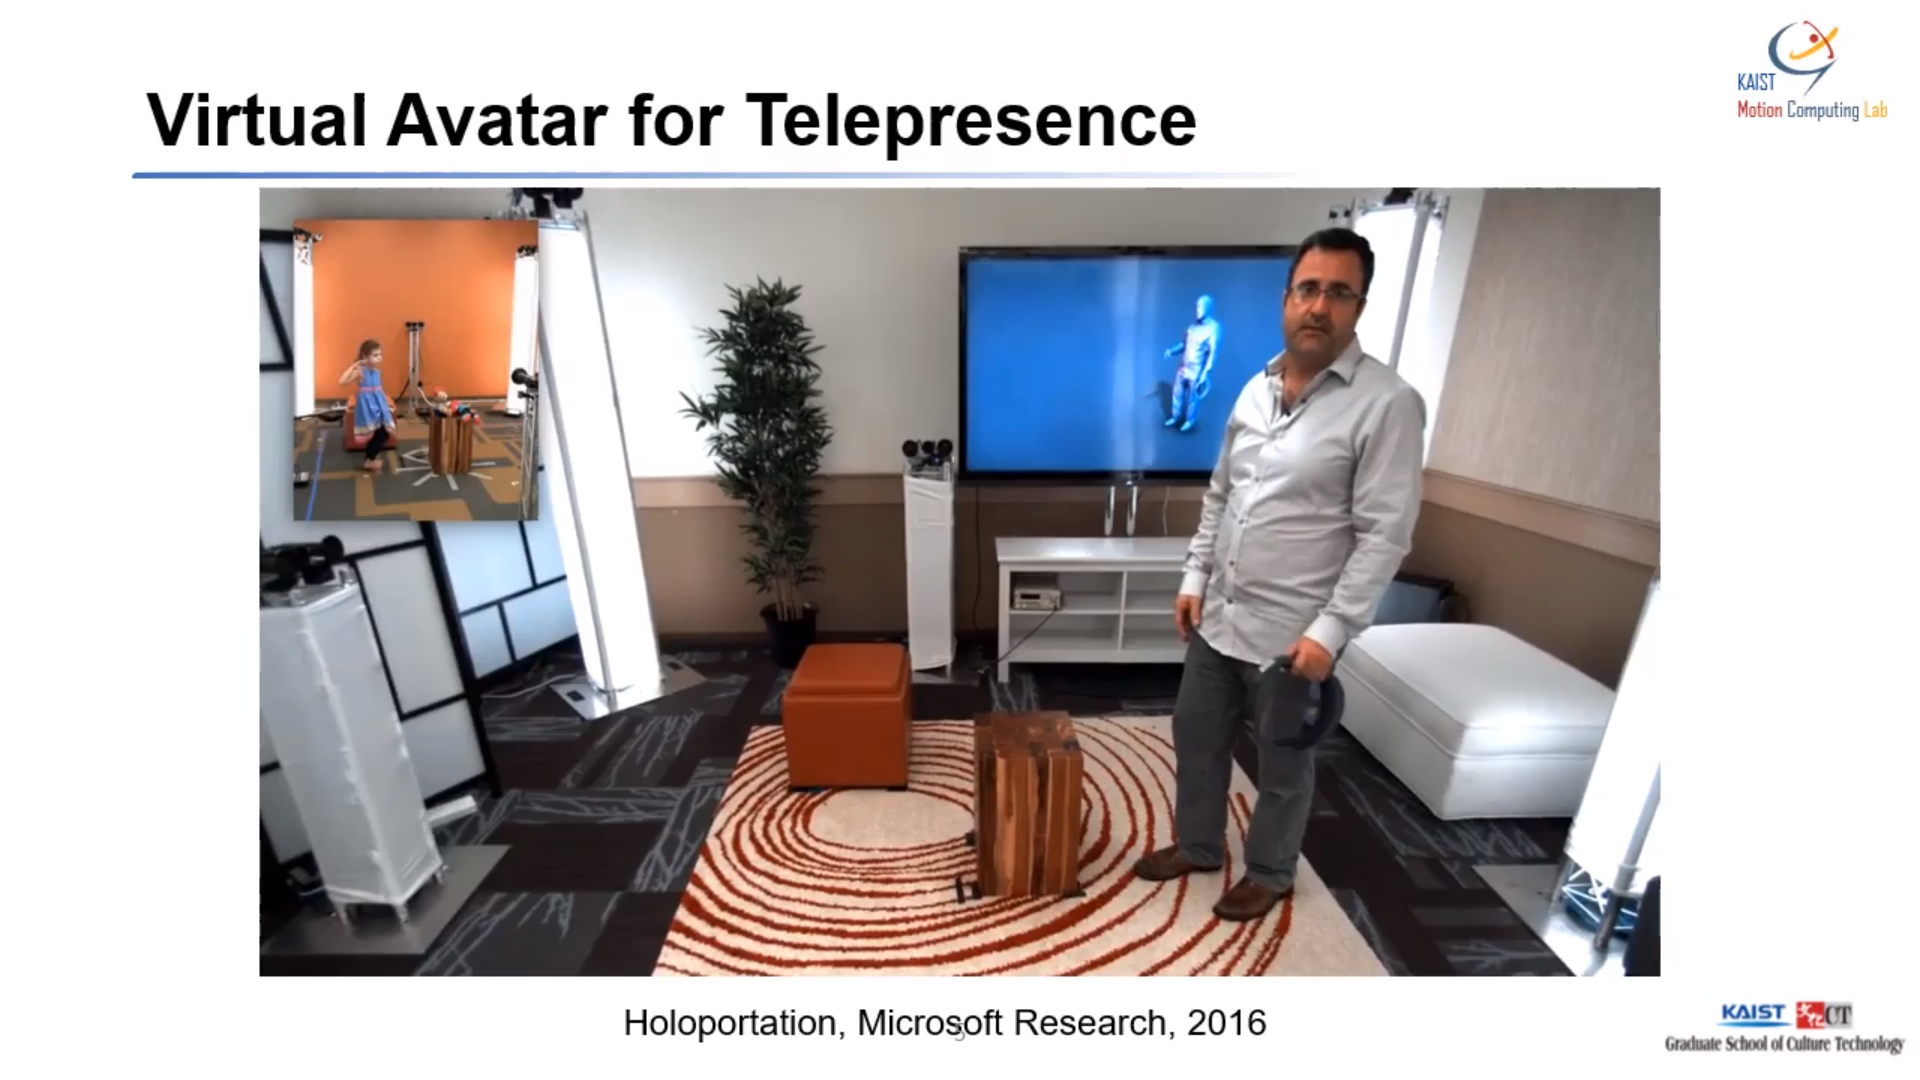 KAIST
Motion Computing Lab
Virtual Avatar for Telepresence
Holoportation, Microsoft Research, 2016
5
KAIST CT
Graduate School of Culture Technology